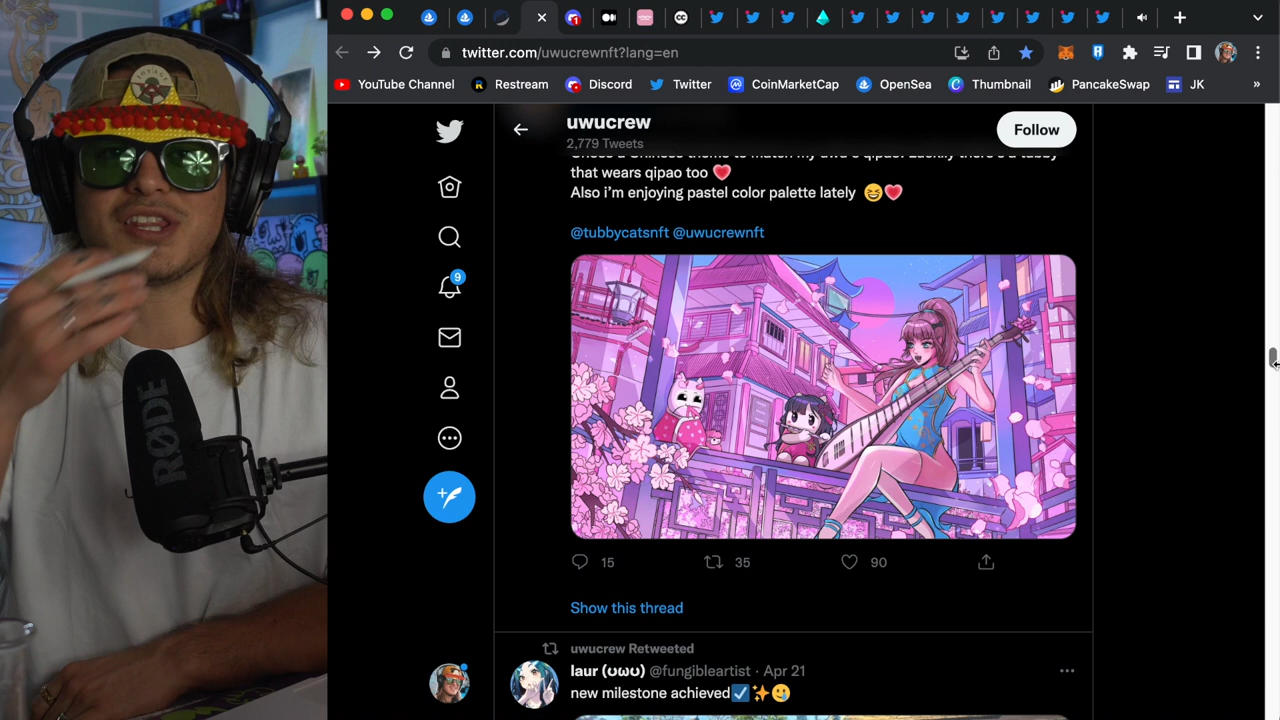 twitter.com/uwucrewnft?lang=en
YouTube Channel
Restream
Discord
Twitter
CoinMarketCap
OpenSea
Thumbnail
PancakeSwap
JK
»
uwucrew
2,779 Tweets
Follow
that wears qipao too ❤️
Also i'm enjoying pastel color palette lately 😆❤️
@tubbycatsnft @uwucrewnft
9
15
35
90
Show this thread
uwucrew Retweeted
laur (υωυ) @fungibleartist · Apr 21
new milestone achieved☑️✨🥲
RØDE
VOYAGE